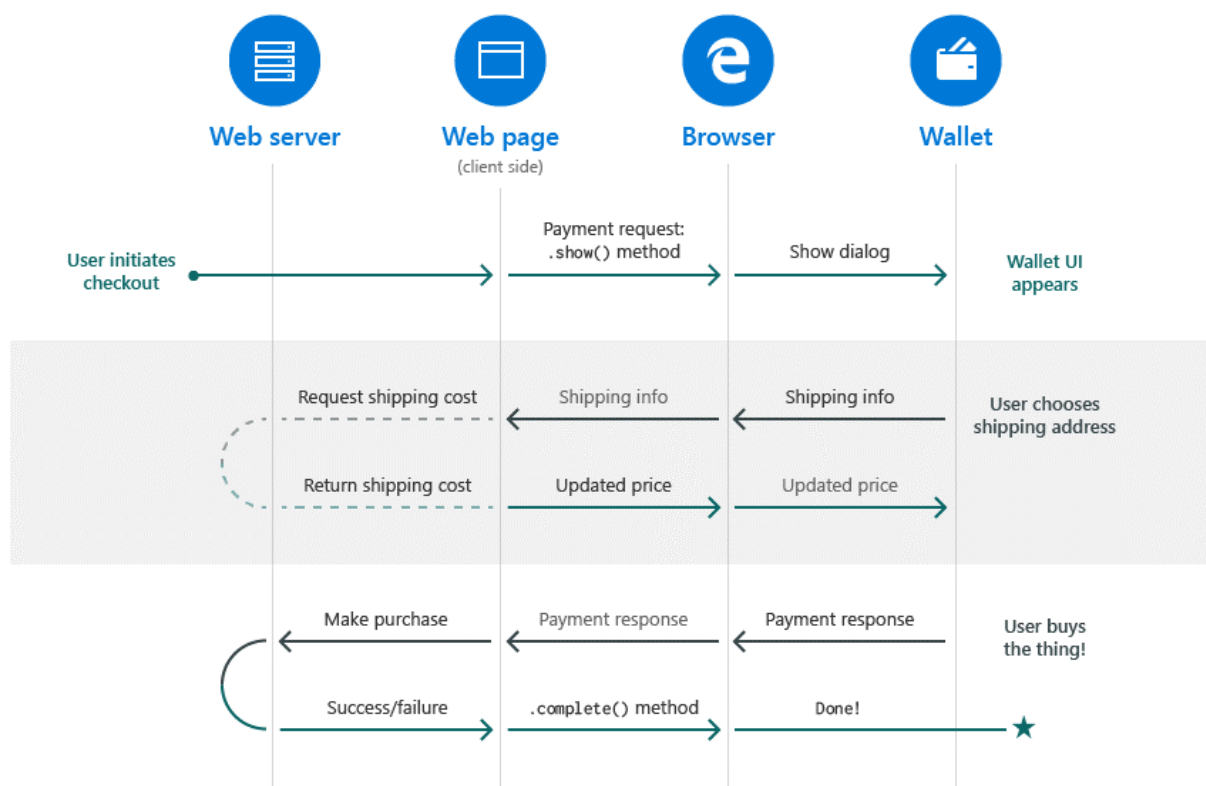 Web server
Web page
(client side)
Browser
Wallet
User initiates
checkout
Payment request:
.show() method
Show dialog
Wallet UI
appears
Request shipping cost
Shipping info
Shipping info
User chooses
shipping address
Return shipping cost
Updated price
Updated price
Make purchase
Payment response
Payment response
User buys
the thing!
Success/failure
.complete() method
Done!